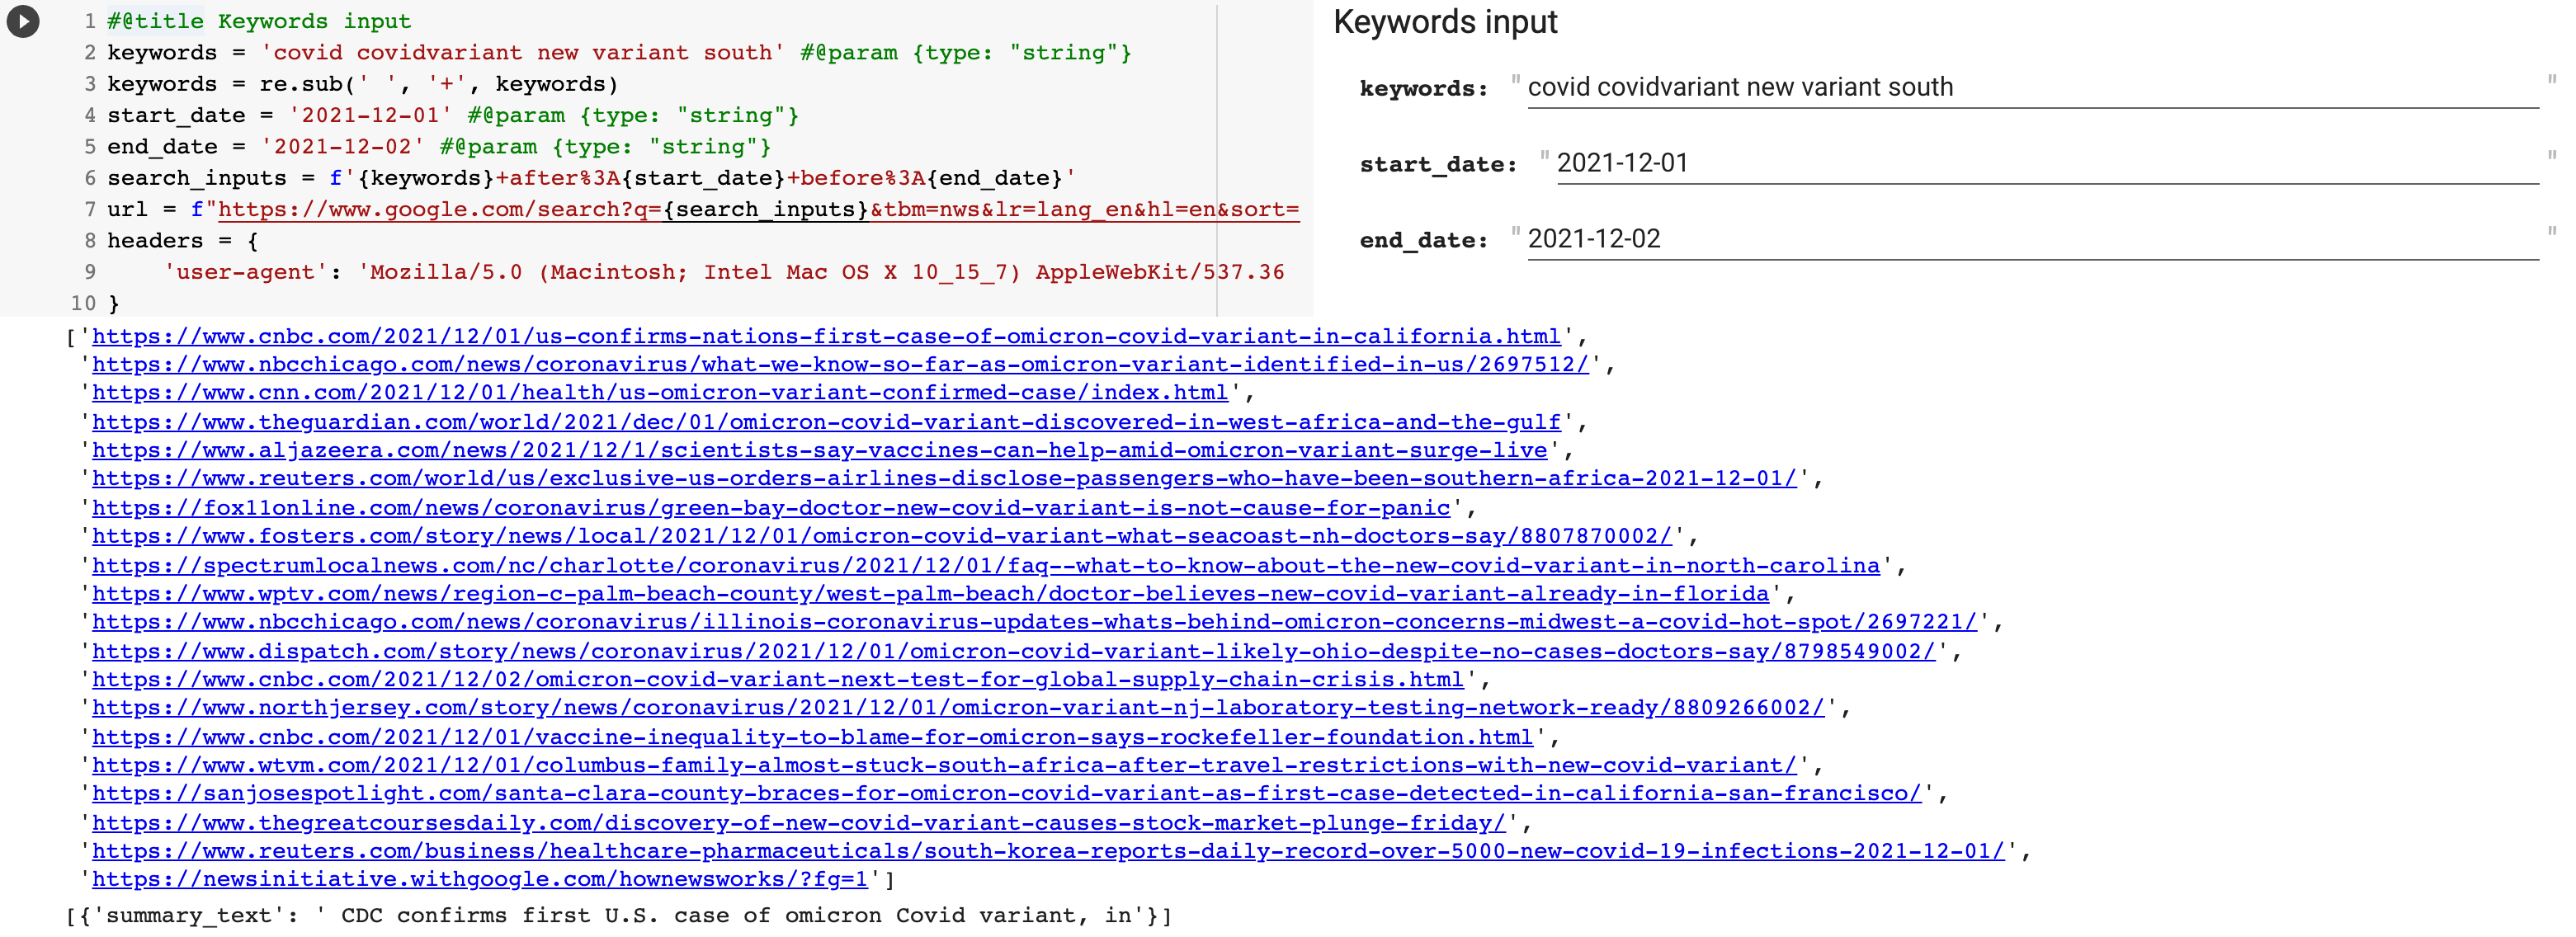 1 #@title Keywords input
2 keywords = 'covid covidvariant new variant south' #@param {type: "string"}
3 keywords = re.sub(' ', '+', keywords)
4 start_date = '2021-12-01' #@param {type: "string"}
5 end_date = '2021-12-02' #@param {type: "string"}
6 search_inputs = f'{keywords}+after%3A{start_date}+before%3A{end_date}'
7 url = f"https://www.google.com/search?q={search_inputs}&tbm=nws&lr=lang_en&hl=en&sort=
8 headers = {
9     'user-agent': 'Mozilla/5.0 (Macintosh; Intel Mac OS X 10_15_7) AppleWebKit/537.36
10 }
Keywords input
keywords: " covid covidvariant new variant south "
start_date: " 2021-12-01 "
end_date: " 2021-12-02 "
['https://www.cnbc.com/2021/12/01/us-confirms-nations-first-case-of-omicron-covid-variant-in-california.html',
'https://www.nbcchicago.com/news/coronavirus/what-we-know-so-far-as-omicron-variant-identified-in-us/2697512/',
'https://www.cnn.com/2021/12/01/health/us-omicron-variant-confirmed-case/index.html',
'https://www.theguardian.com/world/2021/dec/01/omicron-covid-variant-discovered-in-west-africa-and-the-gulf',
'https://www.aljazeera.com/news/2021/12/1/scientists-say-vaccines-can-help-amid-omicron-variant-surge-live',
'https://www.reuters.com/world/us/exclusive-us-orders-airlines-disclose-passengers-who-have-been-southern-africa-2021-12-01/',
'https://fox11online.com/news/coronavirus/green-bay-doctor-new-covid-variant-is-not-cause-for-panic',
'https://www.fosters.com/story/news/local/2021/12/01/omicron-covid-variant-what-seacoast-nh-doctors-say/8807870002/',
'https://spectrumlocalnews.com/nc/charlotte/coronavirus/2021/12/01/faq--what-to-know-about-the-new-covid-variant-in-north-carolina',
'https://www.wptv.com/news/region-c-palm-beach-county/west-palm-beach/doctor-believes-new-covid-variant-already-in-florida',
'https://www.nbcchicago.com/news/coronavirus/illinois-coronavirus-updates-whats-behind-omicron-concerns-midwest-a-covid-hot-spot/2697221/',
'https://www.dispatch.com/story/news/coronavirus/2021/12/01/omicron-covid-variant-likely-ohio-despite-no-cases-doctors-say/8798549002/',
'https://www.cnbc.com/2021/12/02/omicron-covid-variant-next-test-for-global-supply-chain-crisis.html',
'https://www.northjersey.com/story/news/coronavirus/2021/12/01/omicron-variant-nj-laboratory-testing-network-ready/8809266002/',
'https://www.cnbc.com/2021/12/01/vaccine-inequality-to-blame-for-omicron-says-rockefeller-foundation.html',
'https://www.wtvm.com/2021/12/01/columbus-family-almost-stuck-south-africa-after-travel-restrictions-with-new-covid-variant/',
'https://sanjosespotlight.com/santa-clara-county-braces-for-omicron-covid-variant-as-first-case-detected-in-california-san-francisco/',
'https://www.thegreatcoursesdaily.com/discovery-of-new-covid-variant-causes-stock-market-plunge-friday/',
'https://www.reuters.com/business/healthcare-pharmaceuticals/south-korea-reports-daily-record-over-5000-new-covid-19-infections-2021-12-01/',
'https://newsinitiative.withgoogle.com/hownewsworks/?fg=1']
[{'summary_text': ' CDC confirms first U.S. case of omicron Covid variant, in'}]